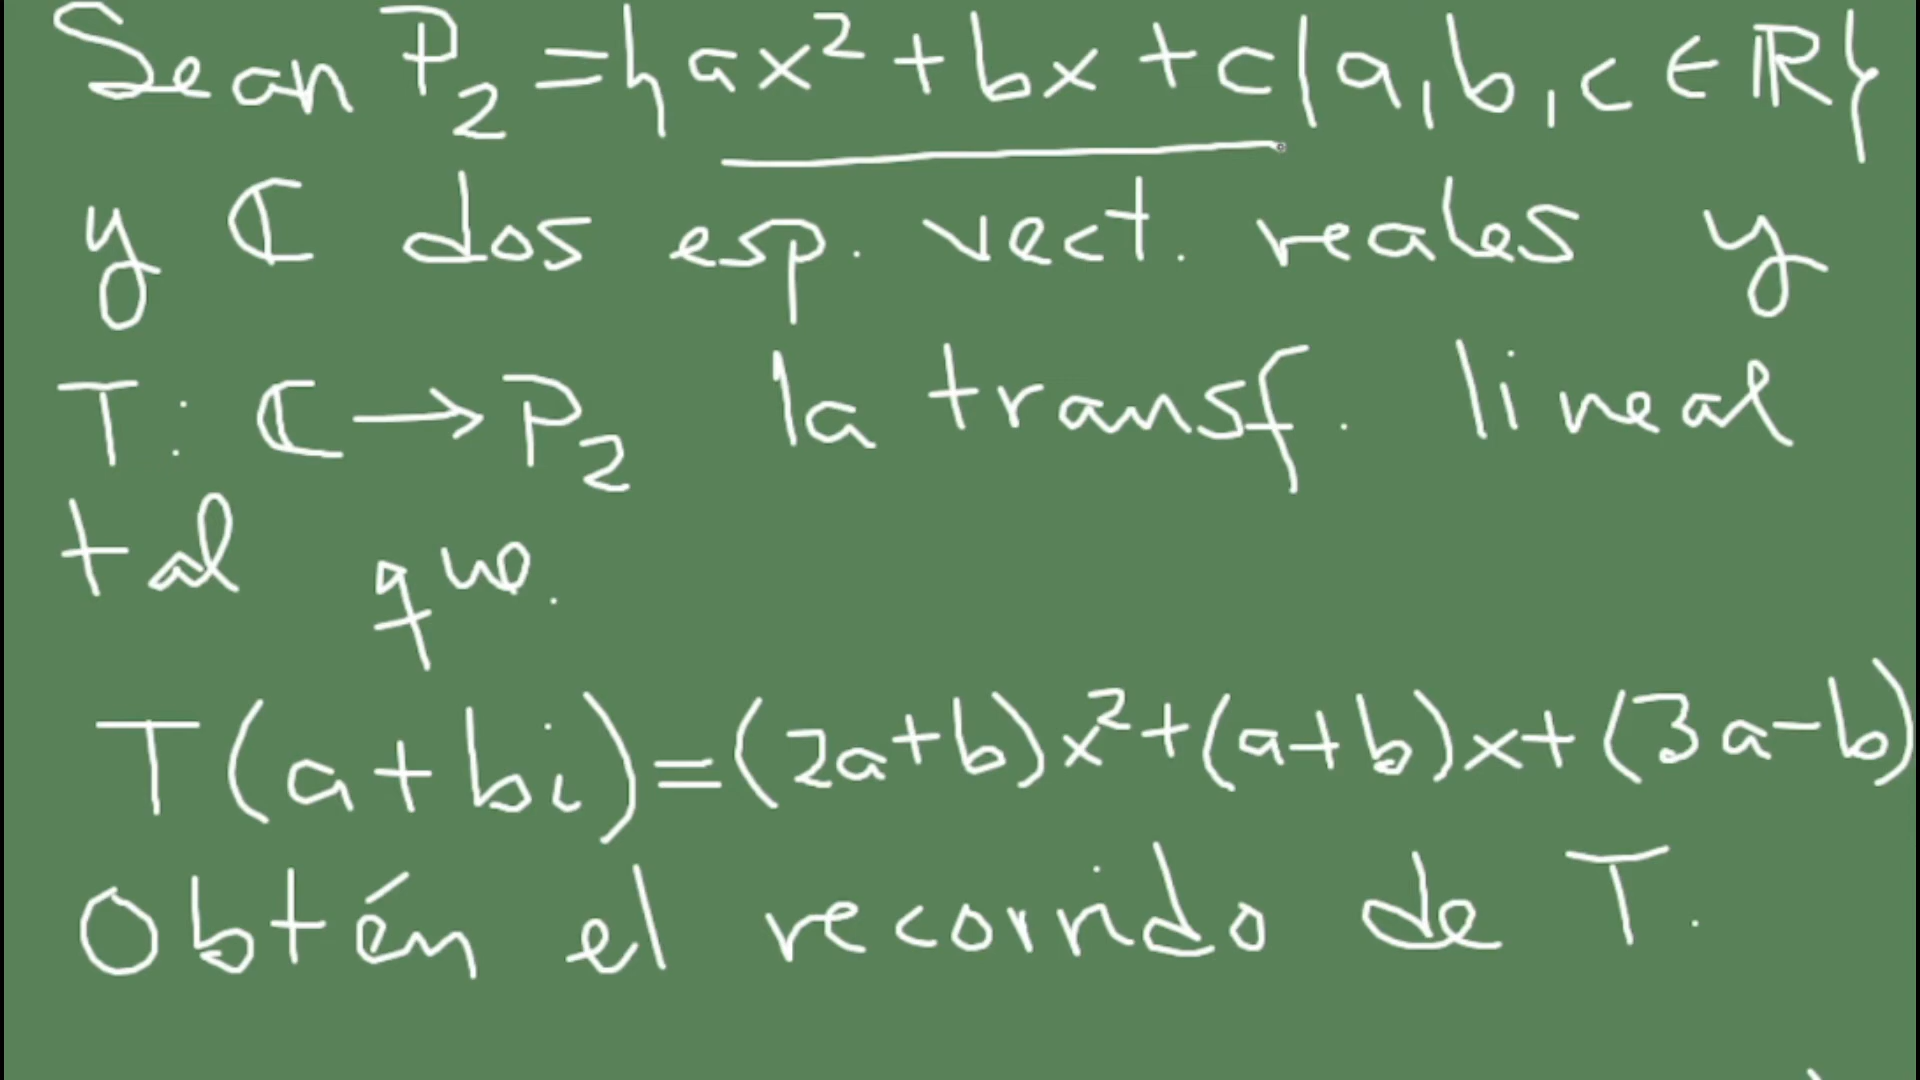 Sean P₂ = {ax² + bx + c | a, b, c ∈ ℝ}
y ℂ dos esp. vect. reales y
T: ℂ → P₂ la transf. lineal
tal que.
T(a+bi) = (2a+b)x² + (a+b)x + (3a-b)
Obtén el recorrido de T.